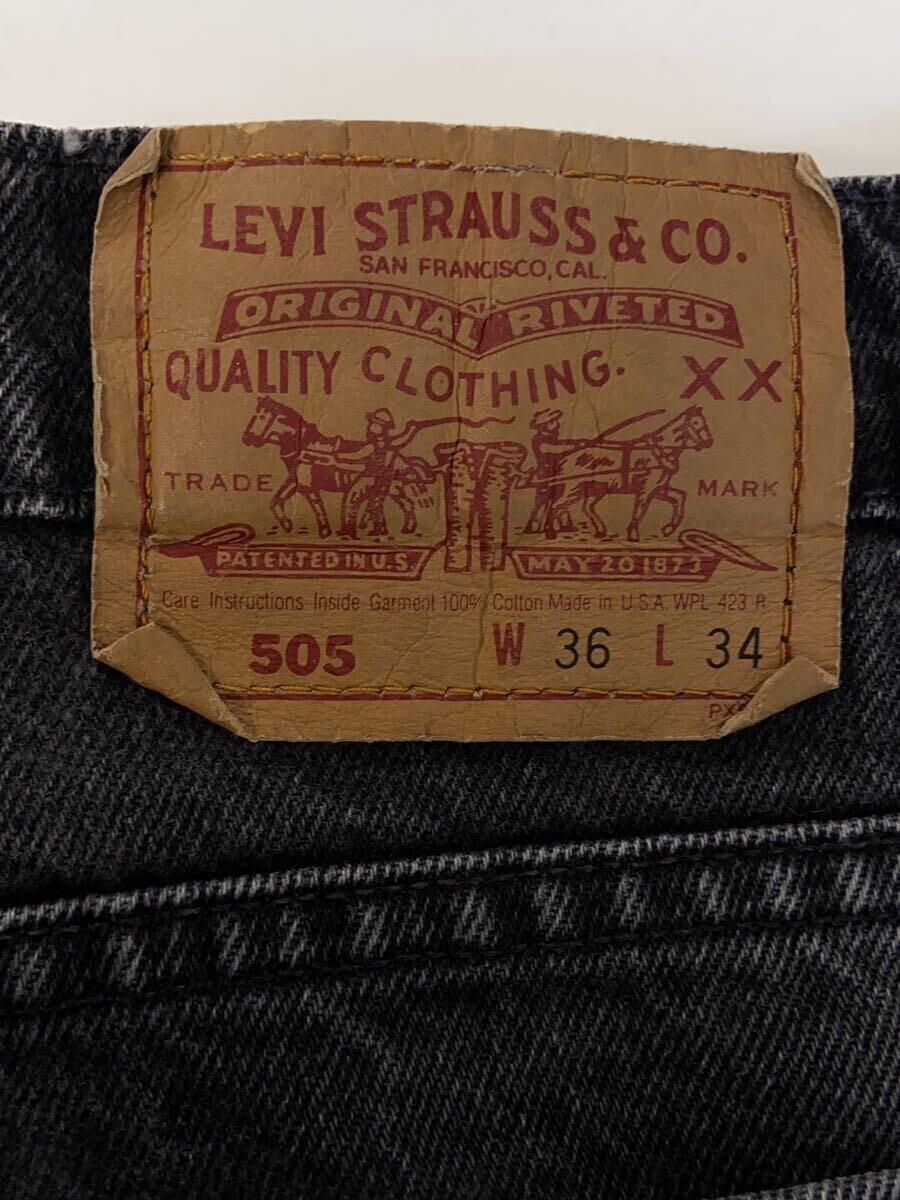 LEVI STRAUSS & CO.
SAN FRANCISCO, CAL.
ORIGINAL RIVETED
QUALITY CLOTHING. XX
TRADE MARK
PATENTED IN U.S. MAY 20 1873
Care Instructions Inside Garment 100% Cotton Made in U.S.A. WPL 423 R
505 W 36 L 34